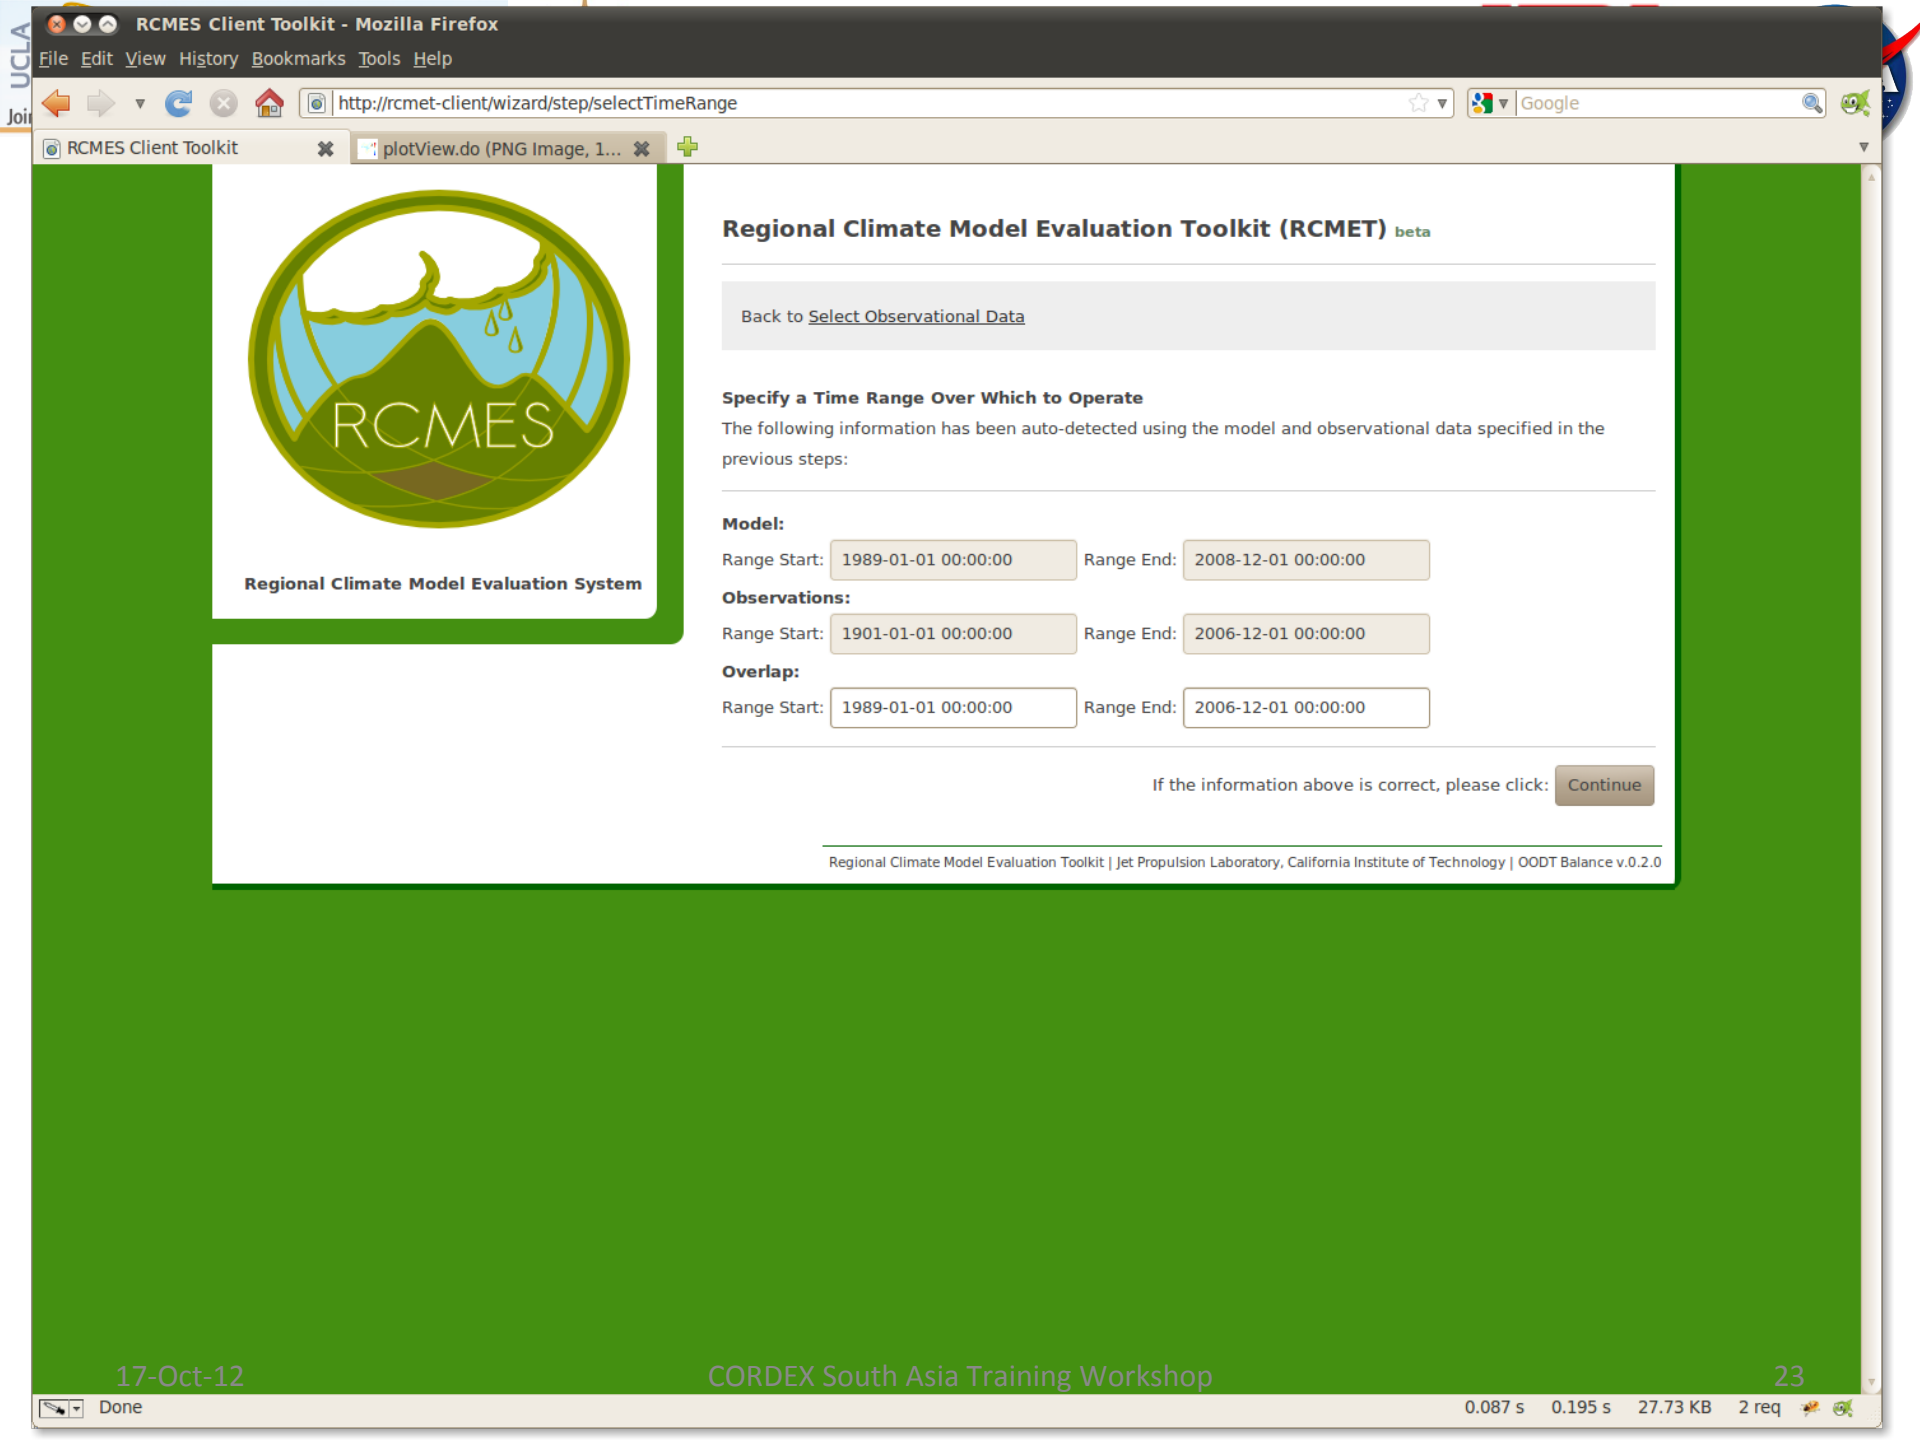 UCLA
Joi
RCMES Client Toolkit - Mozilla Firefox
File Edit View History Bookmarks Tools Help
http://rcmet-client/wizard/step/selectTimeRange
Google
RCMES Client Toolkit
plotView.do (PNG Image, 1...
RCMES
Regional Climate Model Evaluation System
Regional Climate Model Evaluation Toolkit (RCMET) beta
Back to Select Observational Data
Specify a Time Range Over Which to Operate
The following information has been auto-detected using the model and observational data specified in the
previous steps:
Model:
Range Start: 1989-01-01 00:00:00 Range End: 2008-12-01 00:00:00
Observations:
Range Start: 1901-01-01 00:00:00 Range End: 2006-12-01 00:00:00
Overlap:
Range Start: 1989-01-01 00:00:00 Range End: 2006-12-01 00:00:00
If the information above is correct, please click: Continue
Regional Climate Model Evaluation Toolkit | Jet Propulsion Laboratory, California Institute of Technology | OODT Balance v.0.2.0
17-Oct-12 CORDEX South Asia Training Workshop 23
Done 0.087 s 0.195 s 27.73 KB 2 req